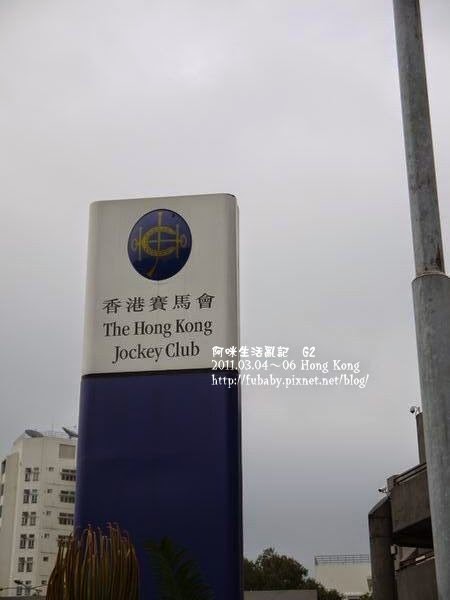 香港賽馬會
The Hong Kong
Jockey Club
阿咪生活亂記 G2
2011.03.04～06 Hong Kong
http://fubaby.pixnet.net/blog/